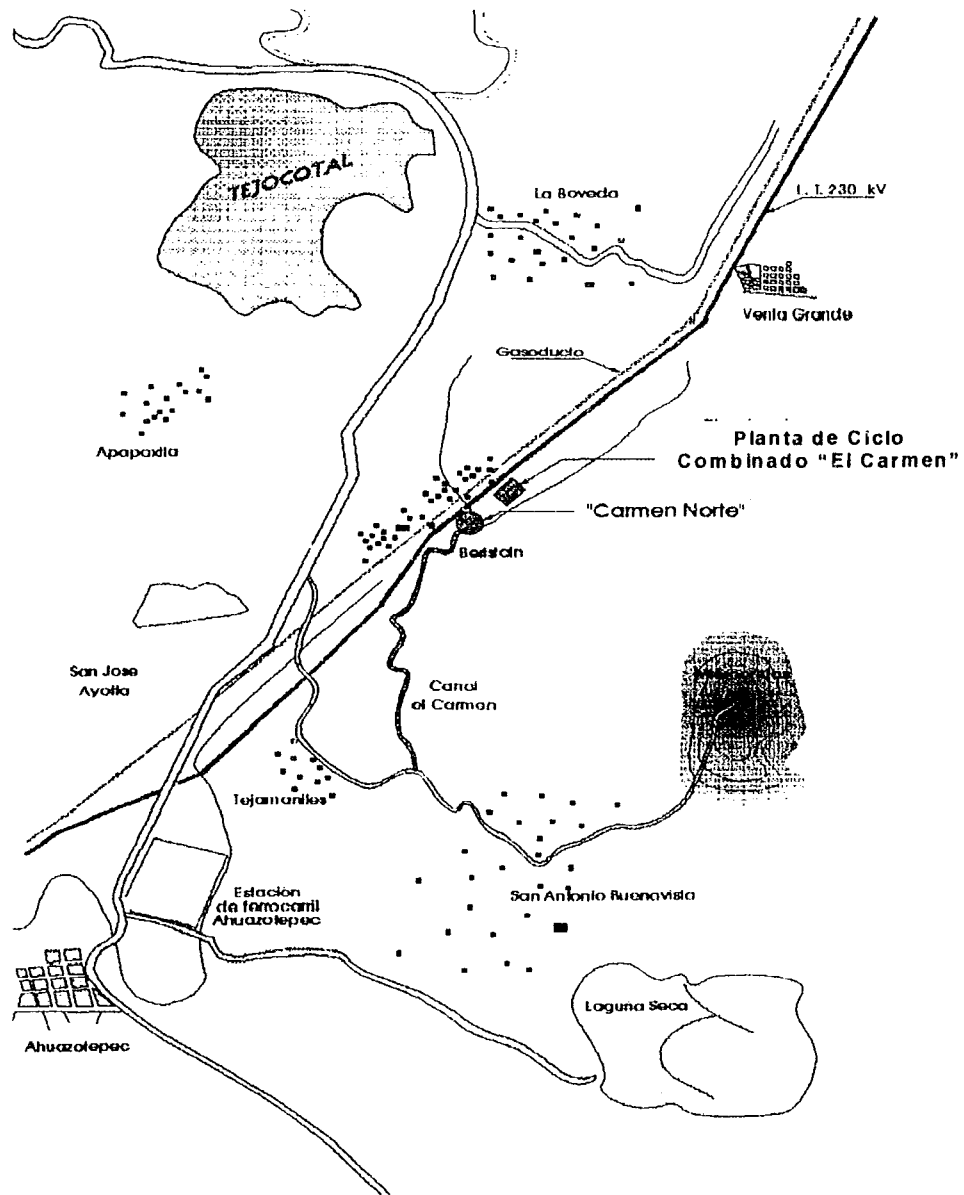 TEJOCOTAL
La Boveda
L. T. 230 kV
Venta Grande
Gasoducto
Planta de Ciclo
Combinado "El Carmen"
Apapaxtla
"Carmen Norte"
Beristain
San Jose
Ayotla
Canal
el Carmen
Tejamaniles
San Antonio Buenavista
Estación
de ferrocarril
Ahuazotepec
Laguna Seca
Ahuazotepec